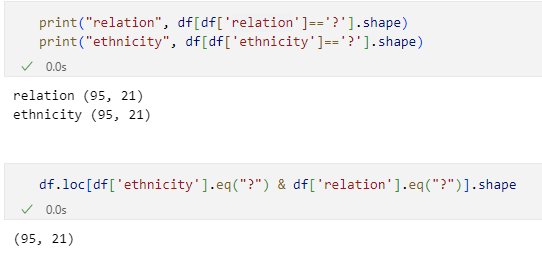 print("relation", df[df['relation']=='?'].shape)
print("ethnicity", df[df['ethnicity']=='?'].shape)
0.0s
relation (95, 21)
ethnicity (95, 21)
df.loc[df['ethnicity'].eq("?") & df['relation'].eq("?")].shape
0.0s
(95, 21)